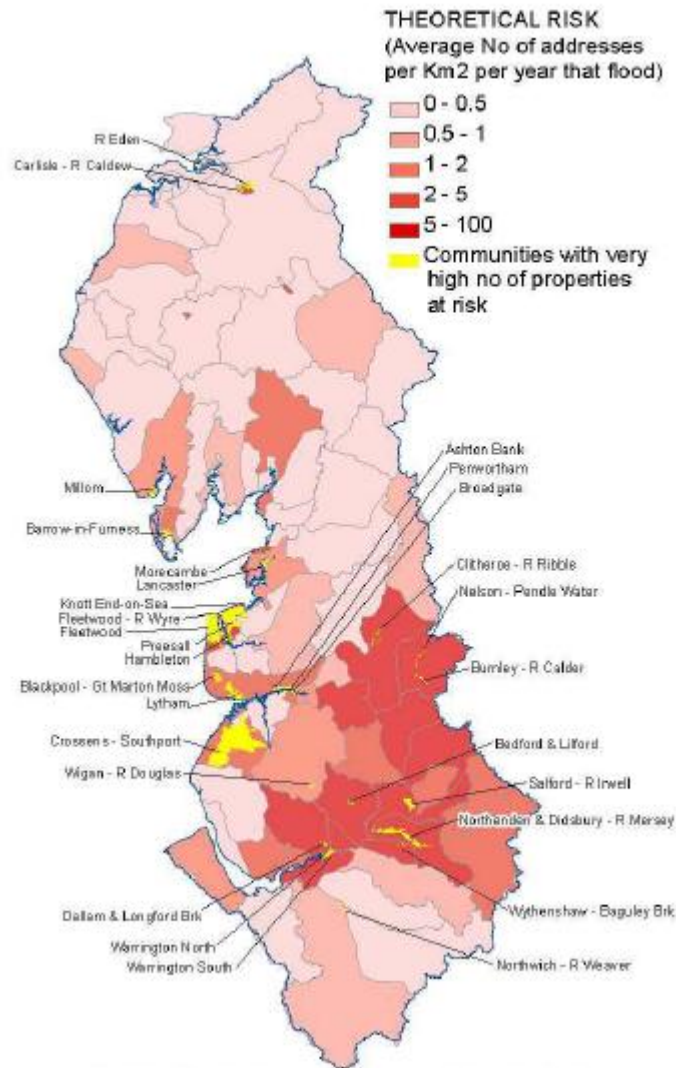 THEORETICAL RISK
(Average No of addresses
per Km2 per year that flood)
0 - 0.5
0.5 - 1
1 - 2
2 - 5
5 - 100
Communities with very
high no of properties
at risk
R Eden
Carlisle - R Caldew
Ashton Bank
Penwortham
Broadgate
Millom
Barrow-in-Furness
Clitheroe - R Ribble
Morecambe
Lancaster
Nelson - Pendle Water
Knott End-on-Sea
Fleetwood - R Wyre
Fleetwood
Preesall
Hambleton
Burnley - R Calder
Blackpool - Gt Marton Moss
Lytham
Crossens - Southport
Bedford & Lilford
Wigan - R Douglas
Salford - R Irwell
Northenden & Didsbury - R Mersey
Dallam & Longford Brk
Wythenshaw - Baguley Brk
Warrington North
Warrington South
Northwich - R Weaver